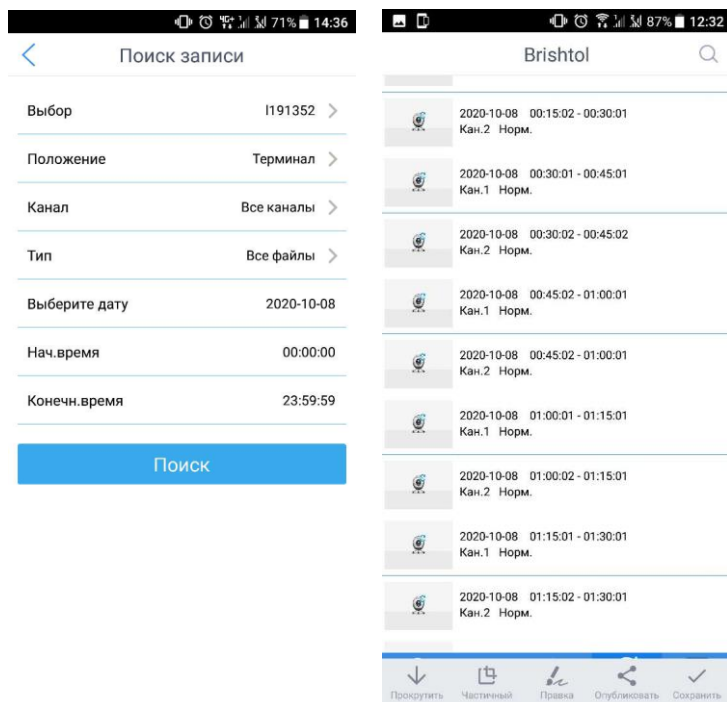 71% 14:36
Поиск записи
Выбор I191352
Положение Терминал
Канал Все каналы
Тип Все файлы
Выберите дату 2020-10-08
Нач.время 00:00:00
Конечн.время 23:59:59
Поиск
87% 12:32
Brishtol
2020-10-08 00:15:02 - 00:30:01
Кан.2 Норм.
2020-10-08 00:30:01 - 00:45:01
Кан.1 Норм.
2020-10-08 00:30:02 - 00:45:02
Кан.2 Норм.
2020-10-08 00:45:02 - 01:00:01
Кан.1 Норм.
2020-10-08 00:45:02 - 01:00:01
Кан.2 Норм.
2020-10-08 01:00:01 - 01:15:01
Кан.1 Норм.
2020-10-08 01:00:02 - 01:15:01
Кан.2 Норм.
2020-10-08 01:15:01 - 01:30:01
Кан.1 Норм.
2020-10-08 01:15:02 - 01:30:01
Кан.2 Норм.
Прокрутить Частичный Правка Опубликовать Сохранить